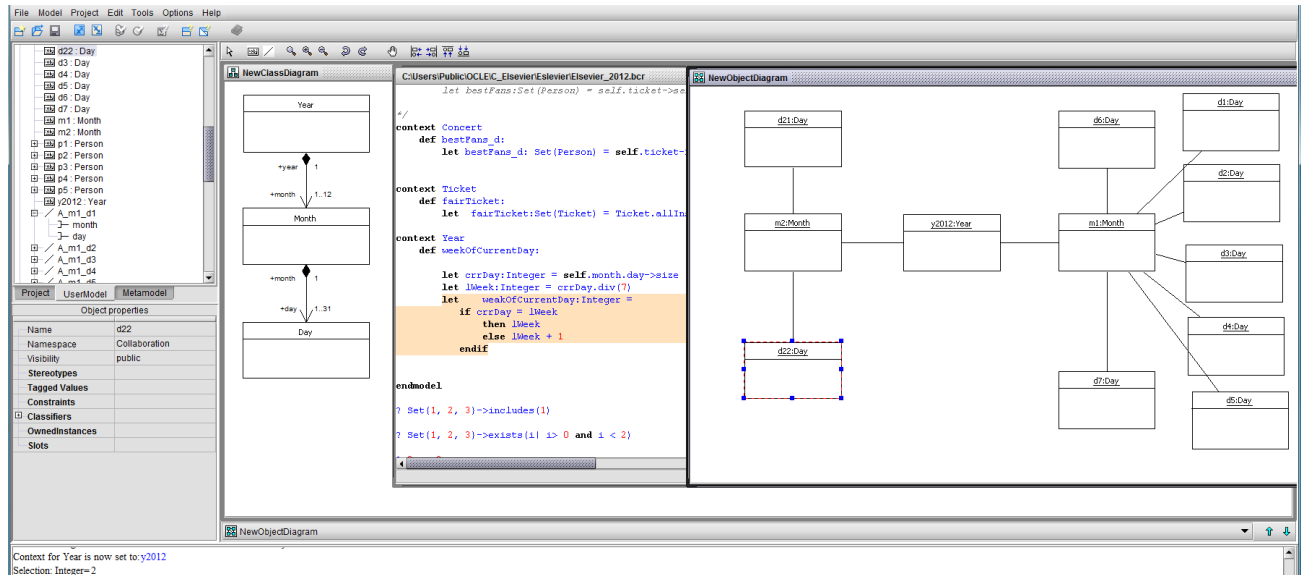 File Model Project Edit Tools Options Help
d22 : Day
d3 : Day
d4 : Day
d5 : Day
d6 : Day
d7 : Day
m1 : Month
m2 : Month
p1 : Person
p2 : Person
p3 : Person
p4 : Person
p5 : Person
y2012 : Year
A_m1_d1
month
day
A_m1_d2
A_m1_d3
A_m1_d4
A_m1_d5
Project UserModel Metamodel
Object properties
Name d22
Namespace Collaboration
Visibility public
Stereotypes
Tagged Values
Constraints
Classifiers
OwnedInstances
Slots
NewClassDiagram
Year
+year 1
+month 1..12
Month
+month 1
+day 1..31
Day
C:\Users\Public\OCLE\C_Elsevier\Eslevier\Elsevier_2012.bcr
let bestFans:Set(Person) = self.ticket->se
*/
context Concert
def bestFans_d:
let bestFans_d: Set(Person) = self.ticket-
context Ticket
def fairTicket:
let fairTicket:Set(Ticket) = Ticket.allIn
context Year
def weekOfCurrentDay:
let crrDay:Integer = self.month.day->size
let lWeek:Integer = crrDay.div(7)
let weakOfCurrentDay:Integer =
if crrDay = lWeek
then lWeek
else lWeek + 1
endif
endmodel
? Set(1, 2, 3)->includes(1)
? Set(1, 2, 3)->exists(i| i> 0 and i < 2)
NewObjectDiagram
d21:Day
d6:Day
d1:Day
d2:Day
m2:Month
y2012:Year
m1:Month
d3:Day
d4:Day
d22:Day
d7:Day
d5:Day
NewObjectDiagram
Context for Year is now set to:y2012
Selection: Integer=2